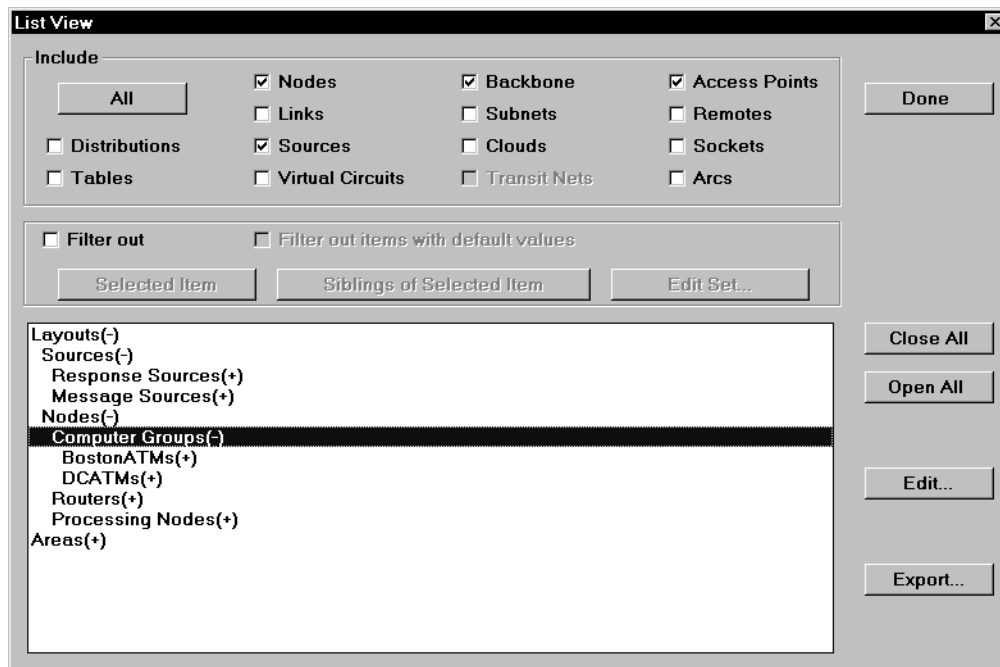 List View
Include
All
Nodes
Backbone
Access Points
Done
Links
Subnets
Remotes
Distributions
Sources
Clouds
Sockets
Tables
Virtual Circuits
Transit Nets
Arcs
Filter out
Filter out items with default values
Selected Item
Siblings of Selected Item
Edit Set...
Layouts(-)
Sources(-)
Response Sources(+)
Message Sources(+)
Nodes(-)
Computer Groups(-)
BostonATMs(+)
DCATMs(+)
Routers(+)
Processing Nodes(+)
Areas(+)
Close All
Open All
Edit...
Export...